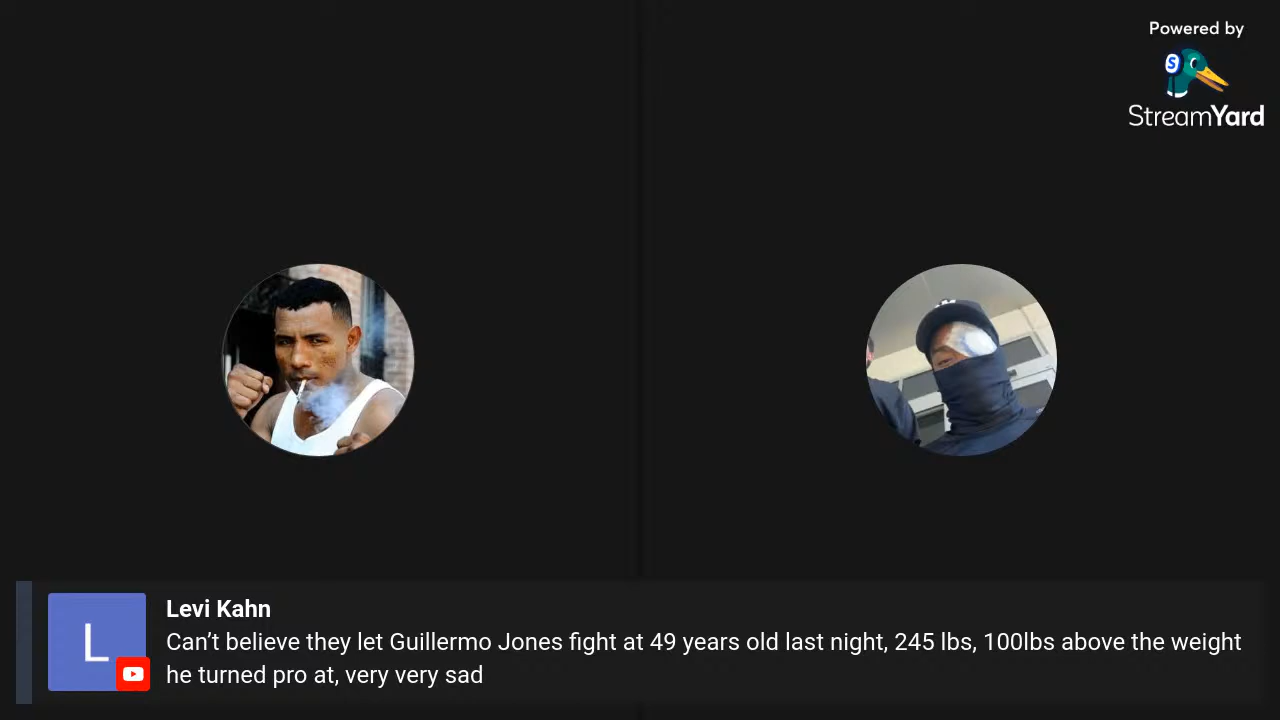 Powered by
S
StreamYard
L
Levi Kahn
Can’t believe they let Guillermo Jones fight at 49 years old last night, 245 lbs, 100lbs above the weight
he turned pro at, very very sad